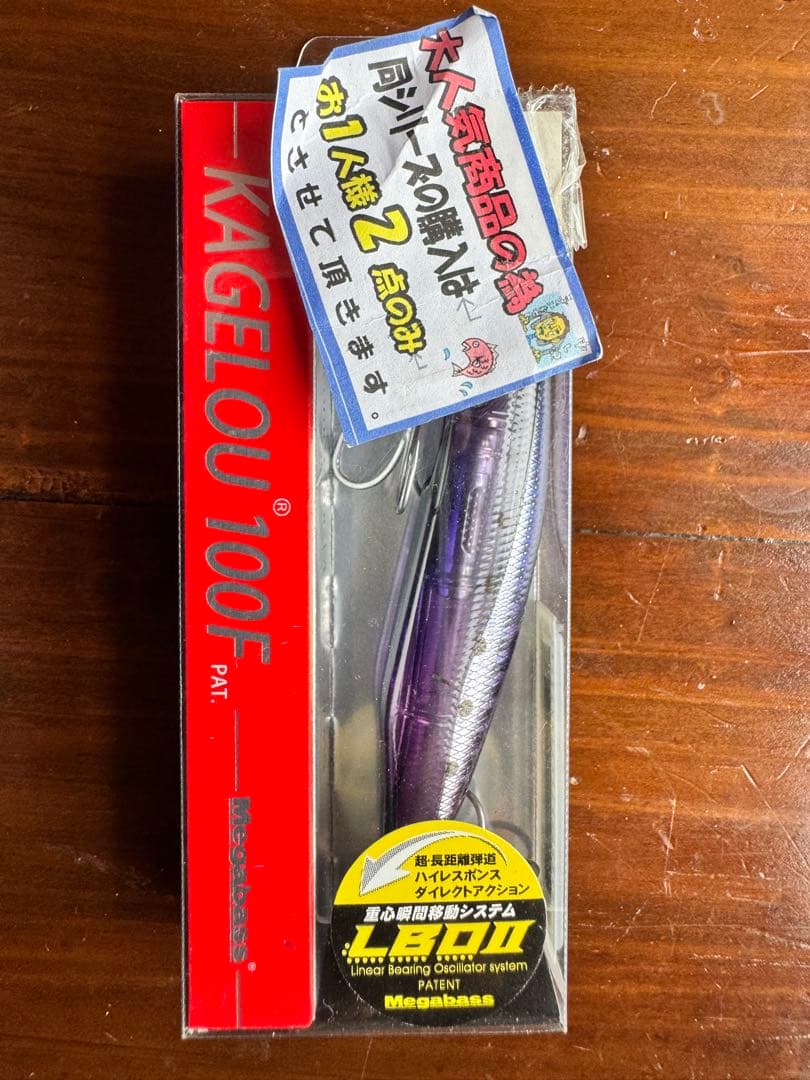 大人気商品の為
同シリーズの購入は
お1人様2点のみ
とさせて頂きます。
KAGELOU® 100F
PAT.
Megabass®
超・長距離弾道
ハイレスポンス
ダイレクトアクション
重心瞬間移動システム
LBOII
Linear Bearing Oscillator system
PATENT
Megabass